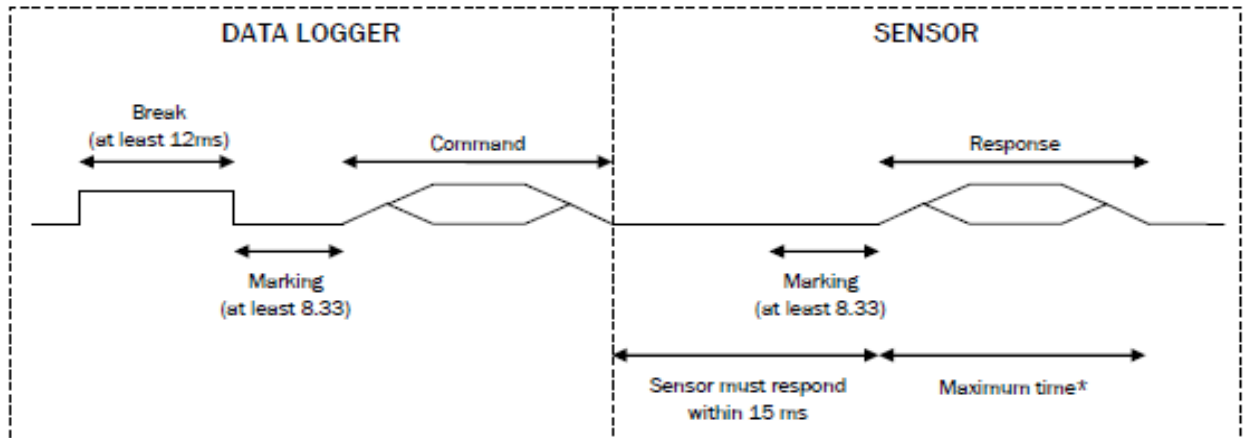 DATA LOGGER
SENSOR
Break
(at least 12ms)
Command
Response
Marking
(at least 8.33)
Marking
(at least 8.33)
Sensor must respond
within 15 ms
Maximum time*